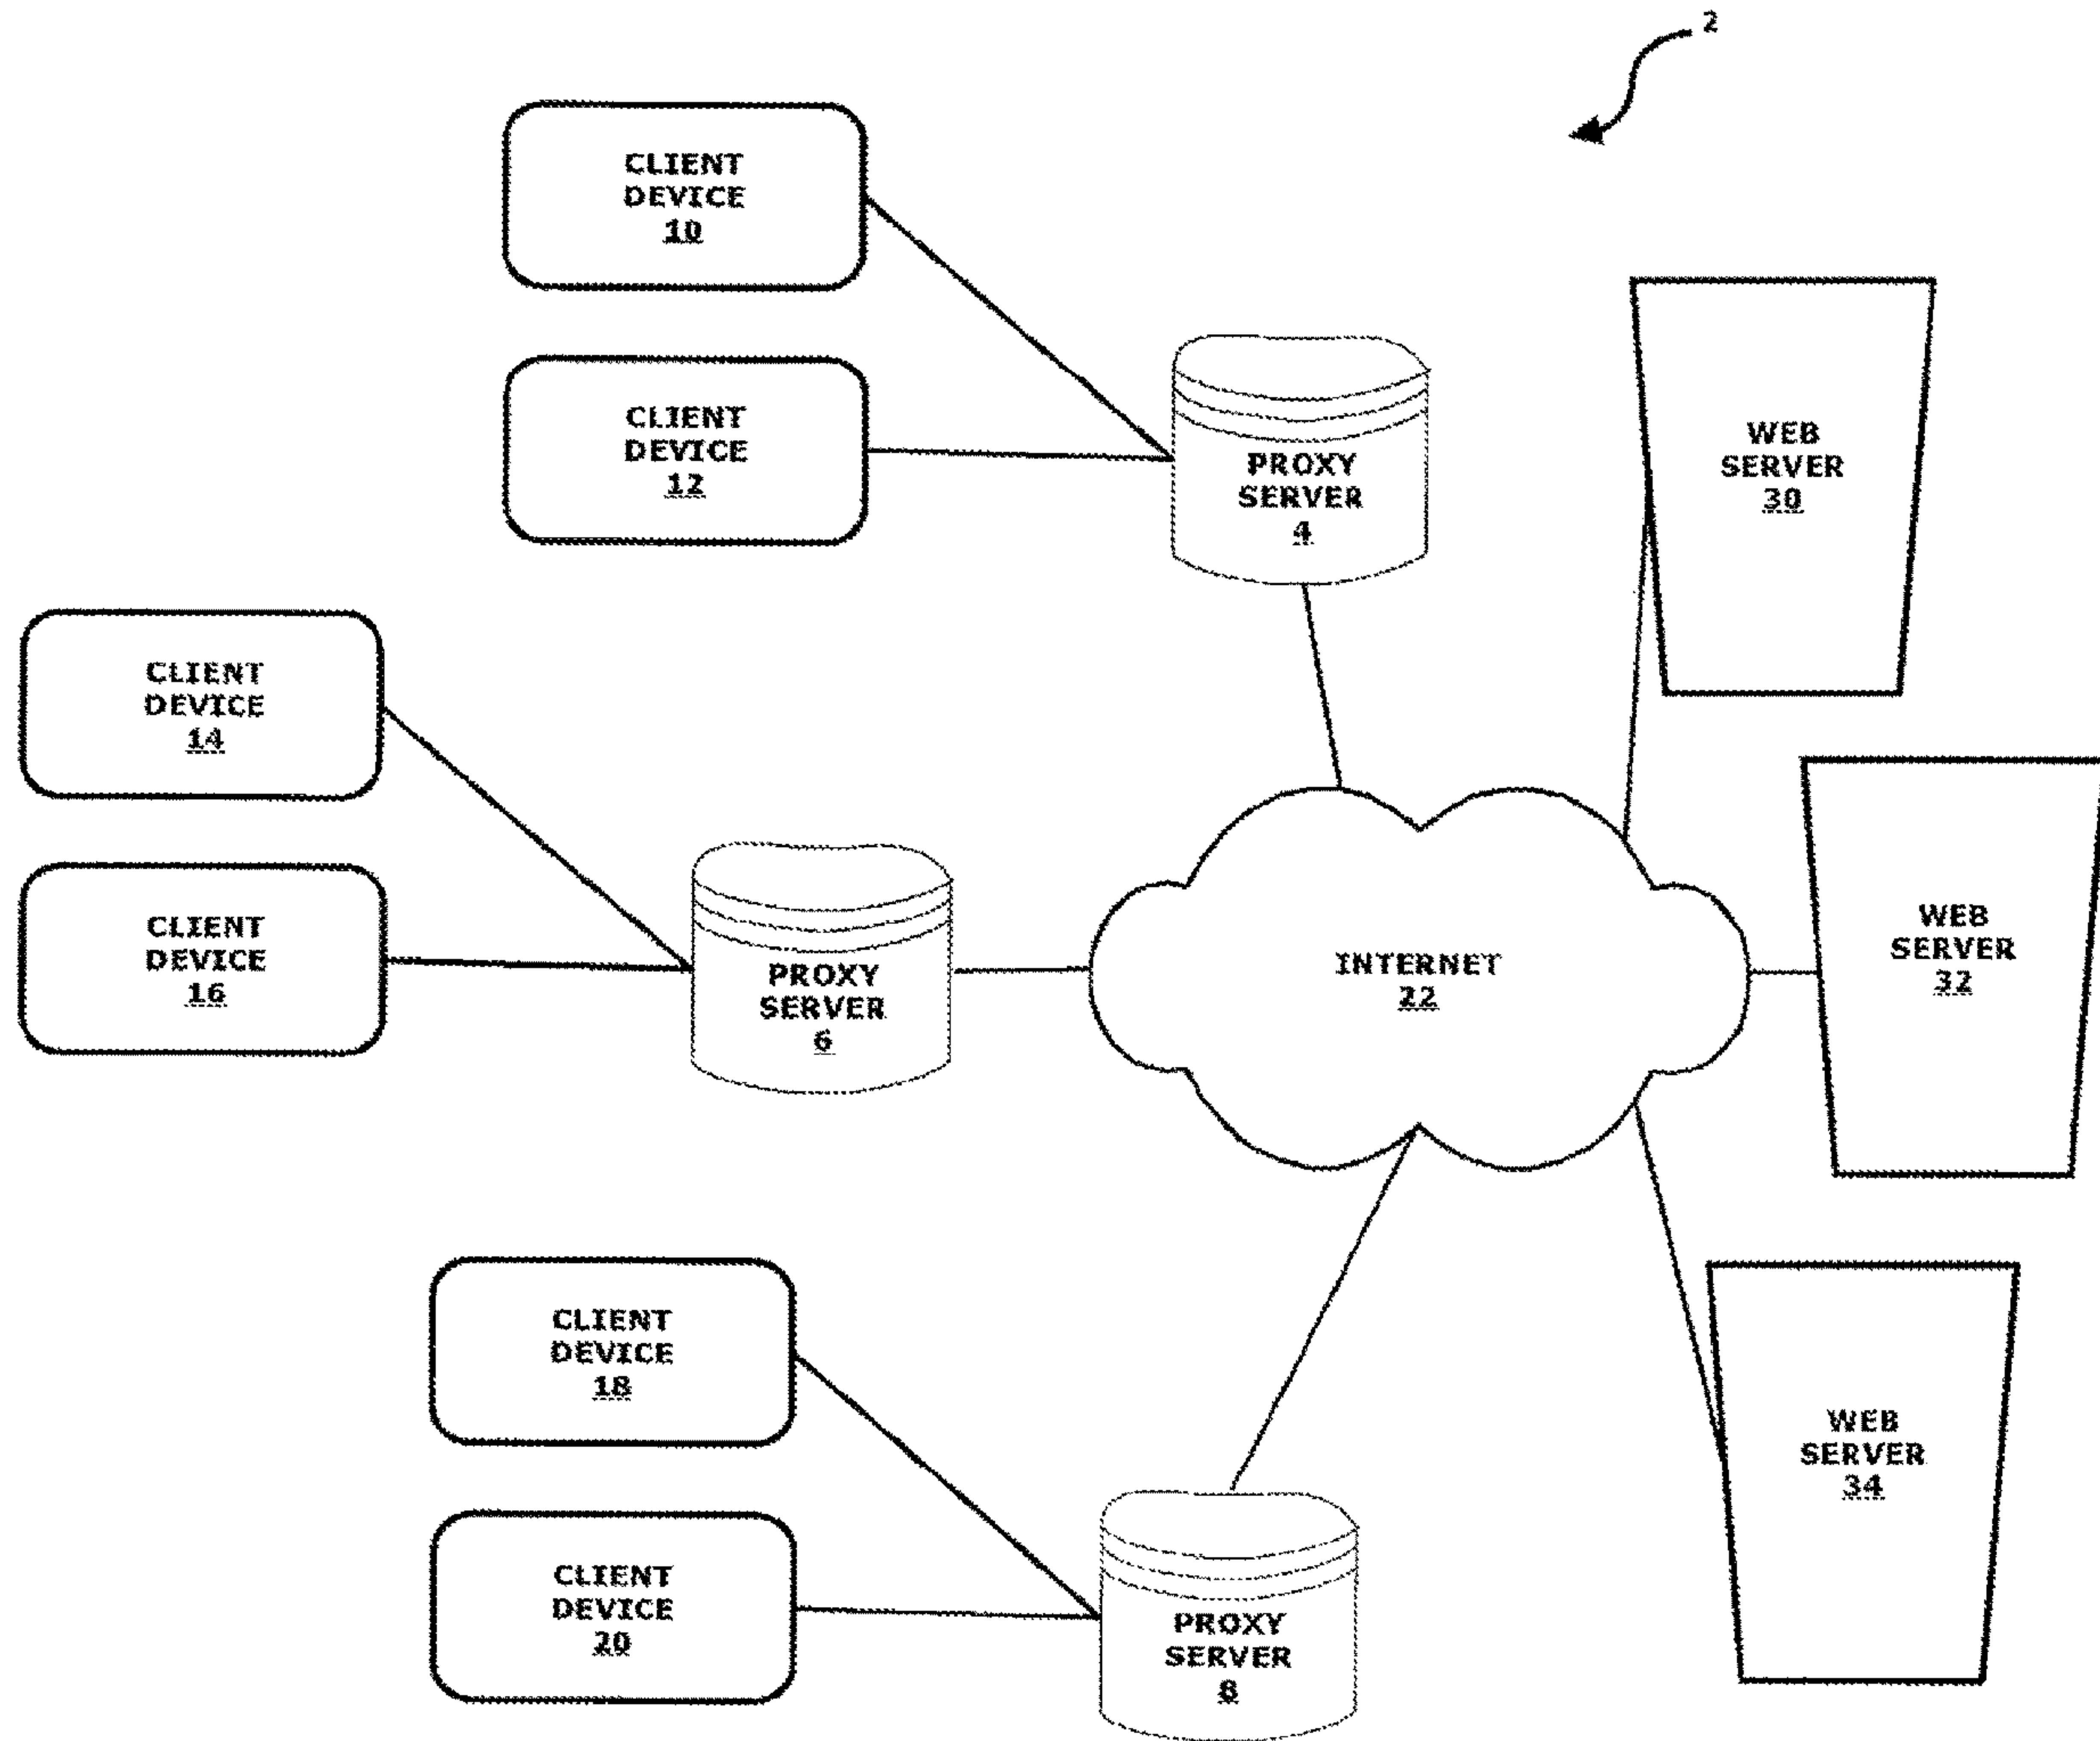 2
CLIENT
DEVICE
10
CLIENT
DEVICE
12
PROXY
SERVER
4
WEB
SERVER
30
CLIENT
DEVICE
14
CLIENT
DEVICE
16
PROXY
SERVER
6
INTERNET
22
WEB
SERVER
32
CLIENT
DEVICE
18
CLIENT
DEVICE
20
PROXY
SERVER
8
WEB
SERVER
34